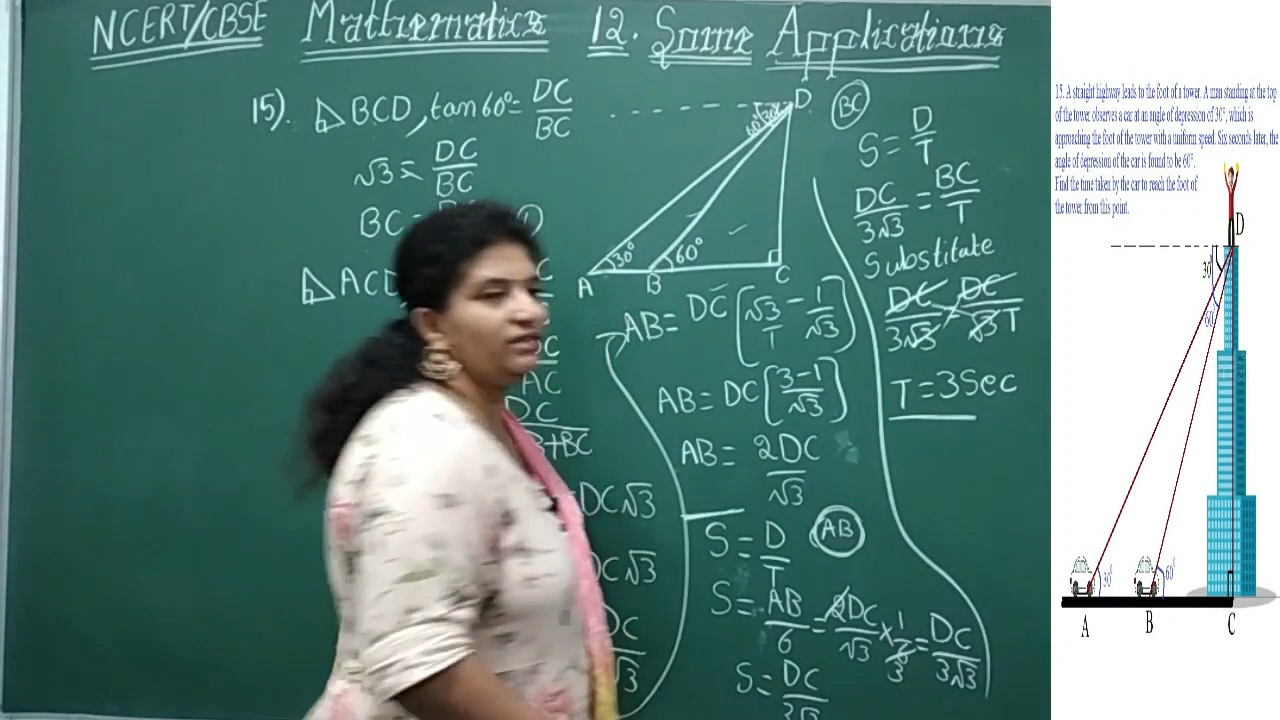 NCERT/CBSE Mathematics 12. Some Applications
15). △BCD, tan60° = DC/BC
√3 = DC/BC
BC =
△ACD
DC
AC
DC
3+BC
= DC√3
DC√3
DC
√3
D
60° 30°
30°
60°
A B C
AB = DC [√3/1 - 1/√3]
AB = DC [3-1/√3]
AB = 2DC/√3
S = D/T AB
S = AB/6 = 2DC/√3 × 1/6 3 = DC/3√3
S = DC/3√3
BC
S = D/T
DC/3√3 = BC/T
Substitute
DC/3√3 DC/√3T
T = 3Sec
15. A straight highway leads to the foot of a tower. A man standing at the top
of the tower observes a car at an angle of depression of 30°, which is
approaching the foot of the tower with a uniform speed. Six seconds later, the
angle of depression of the car is found to be 60°.
Find the time taken by the car to reach the foot of
the tower from this point.
D
30°
60°
30° 60°
A B C